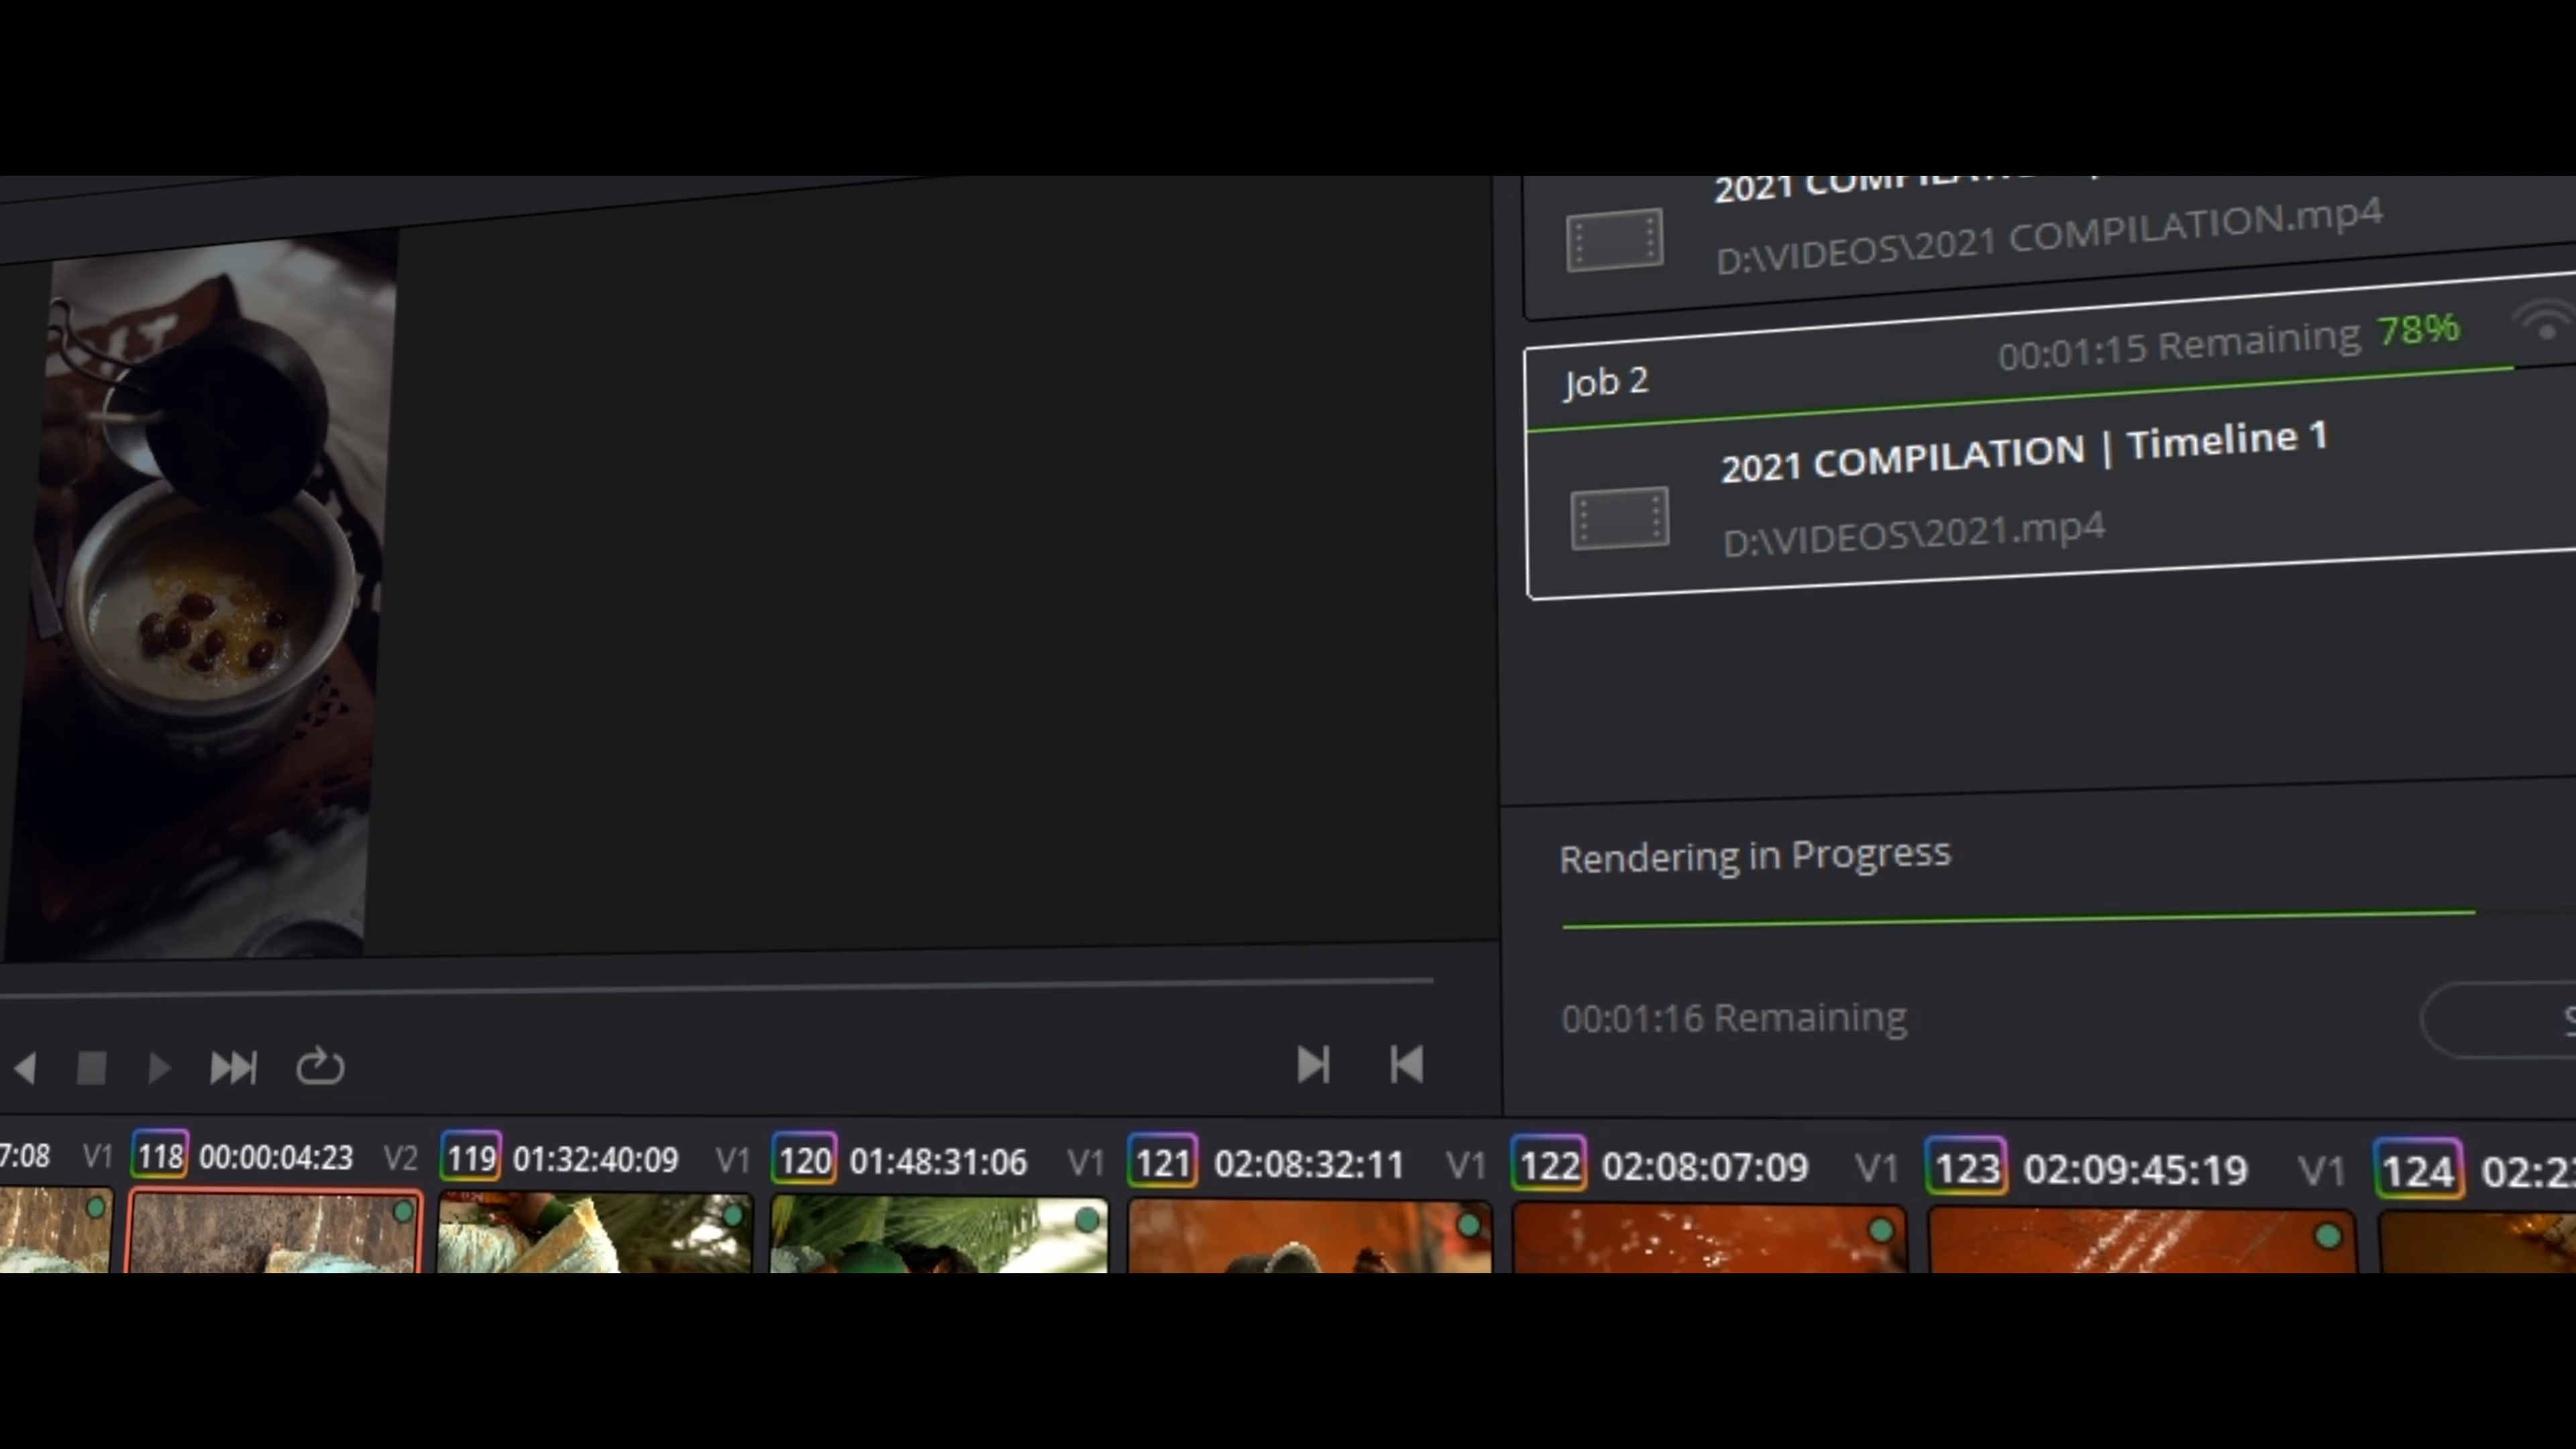 2021 COMPILATION
D:\VIDEOS\2021 COMPILATION.mp4
Job 2
00:01:15 Remaining 78%
2021 COMPILATION | Timeline 1
D:\VIDEOS\2021.mp4
Rendering in Progress
00:01:16 Remaining
7:08 V1
118 00:00:04:23 V2
119 01:32:40:09 V1
120 01:48:31:06 V1
121 02:08:32:11 V1
122 02:08:07:09 V1
123 02:09:45:19 V1
124